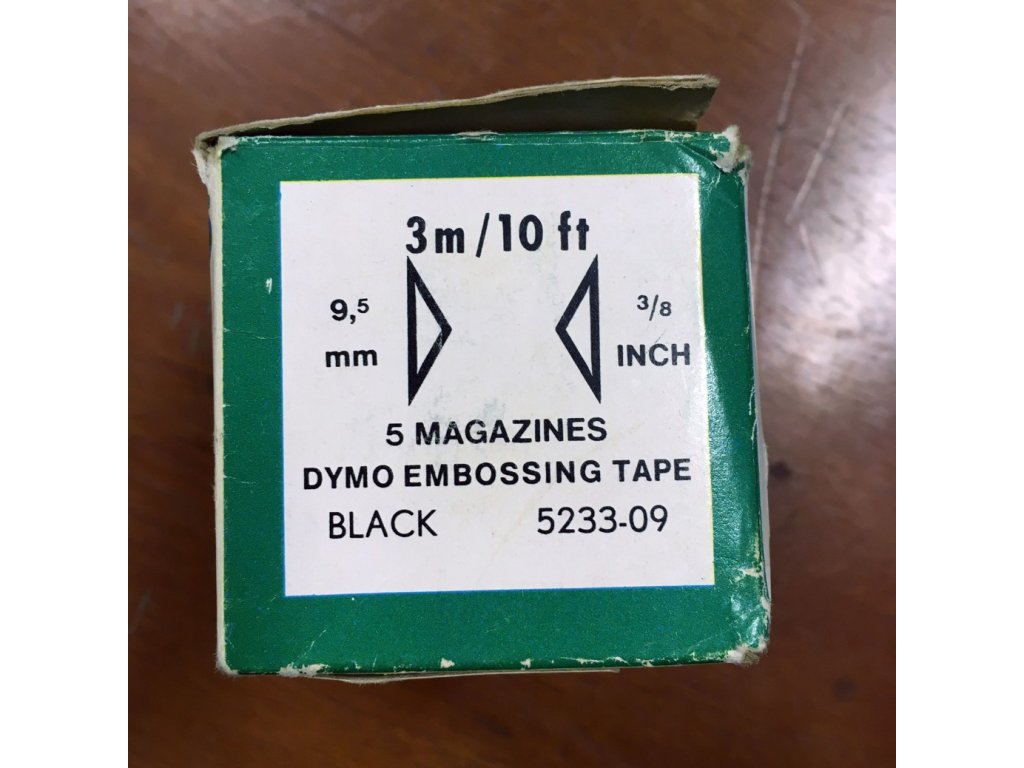 3m/10 ft
9,5 3/8
mm INCH
5 MAGAZINES
DYMO EMBOSSING TAPE
BLACK 5233-09